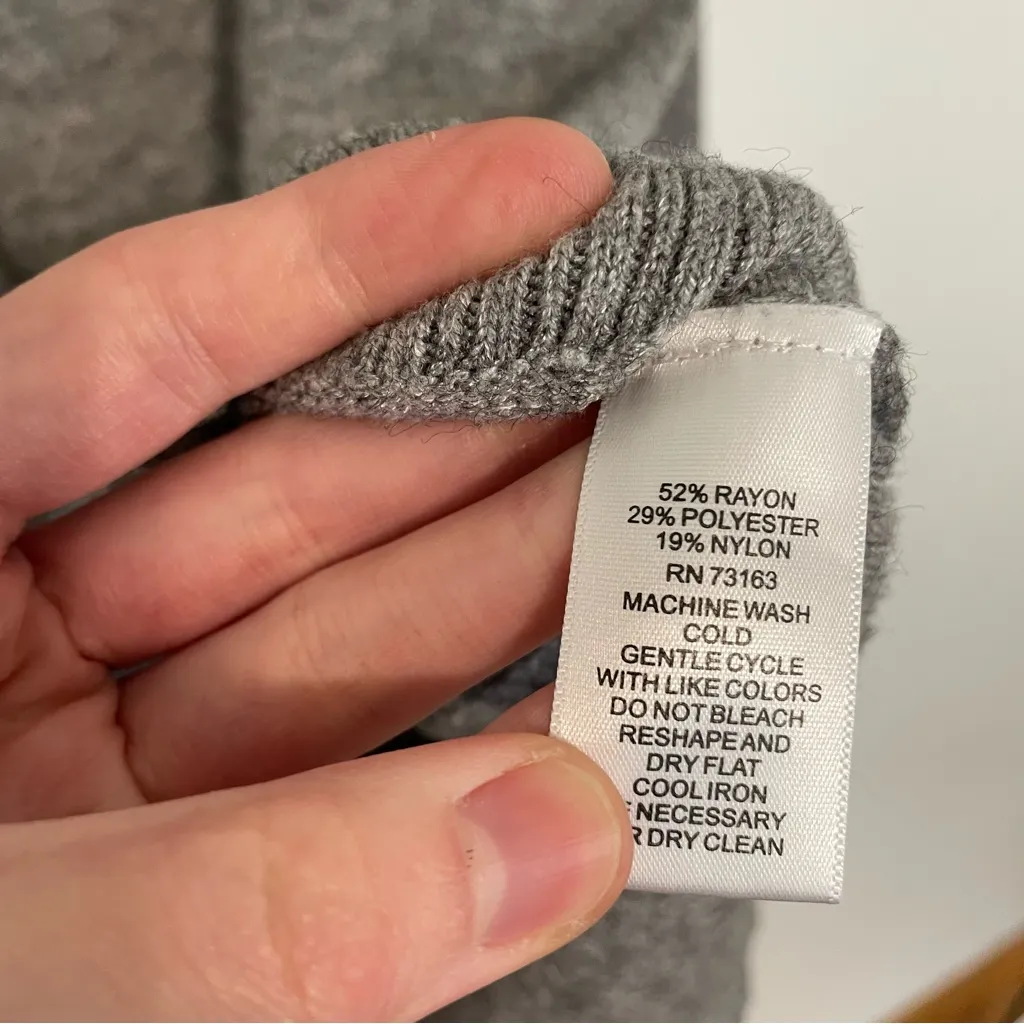 52% RAYON
29% POLYESTER
19% NYLON
RN 73163
MACHINE WASH
COLD
GENTLE CYCLE
WITH LIKE COLORS
DO NOT BLEACH
RESHAPE AND
DRY FLAT
COOL IRON
NECESSARY
DRY CLEAN